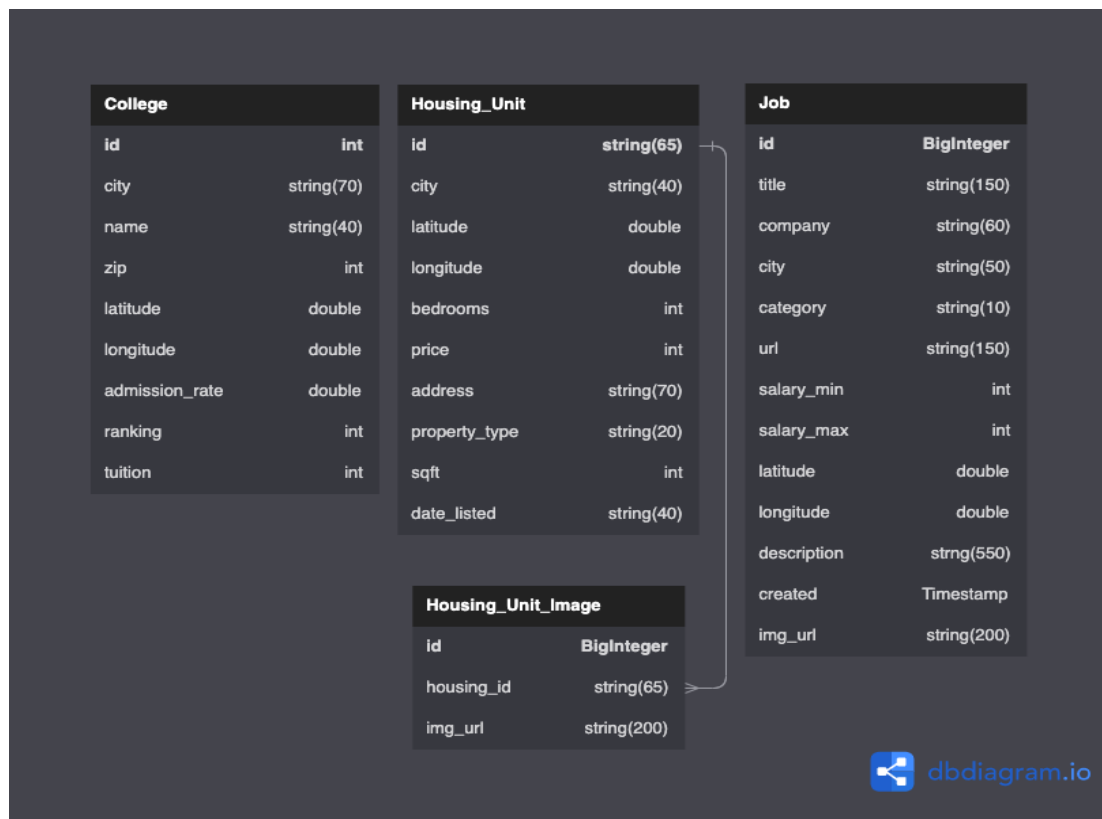 College
id int
city string(70)
name string(40)
zip int
latitude double
longitude double
admission_rate double
ranking int
tuition int
Housing_Unit
id string(65)
city string(40)
latitude double
longitude double
bedrooms int
price int
address string(70)
property_type string(20)
sqft int
date_listed string(40)
Job
id BigInteger
title string(150)
company string(60)
city string(50)
category string(10)
url string(150)
salary_min int
salary_max int
latitude double
longitude double
description strng(550)
created Timestamp
img_url string(200)
Housing_Unit_Image
id BigInteger
housing_id string(65)
img_url string(200)
dbdiagram.io